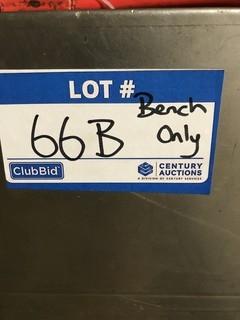 LOT #
Bench
66B Only
ClubBid
CENTURY
AUCTIONS
A DIVISION OF CENTURY SERVICES